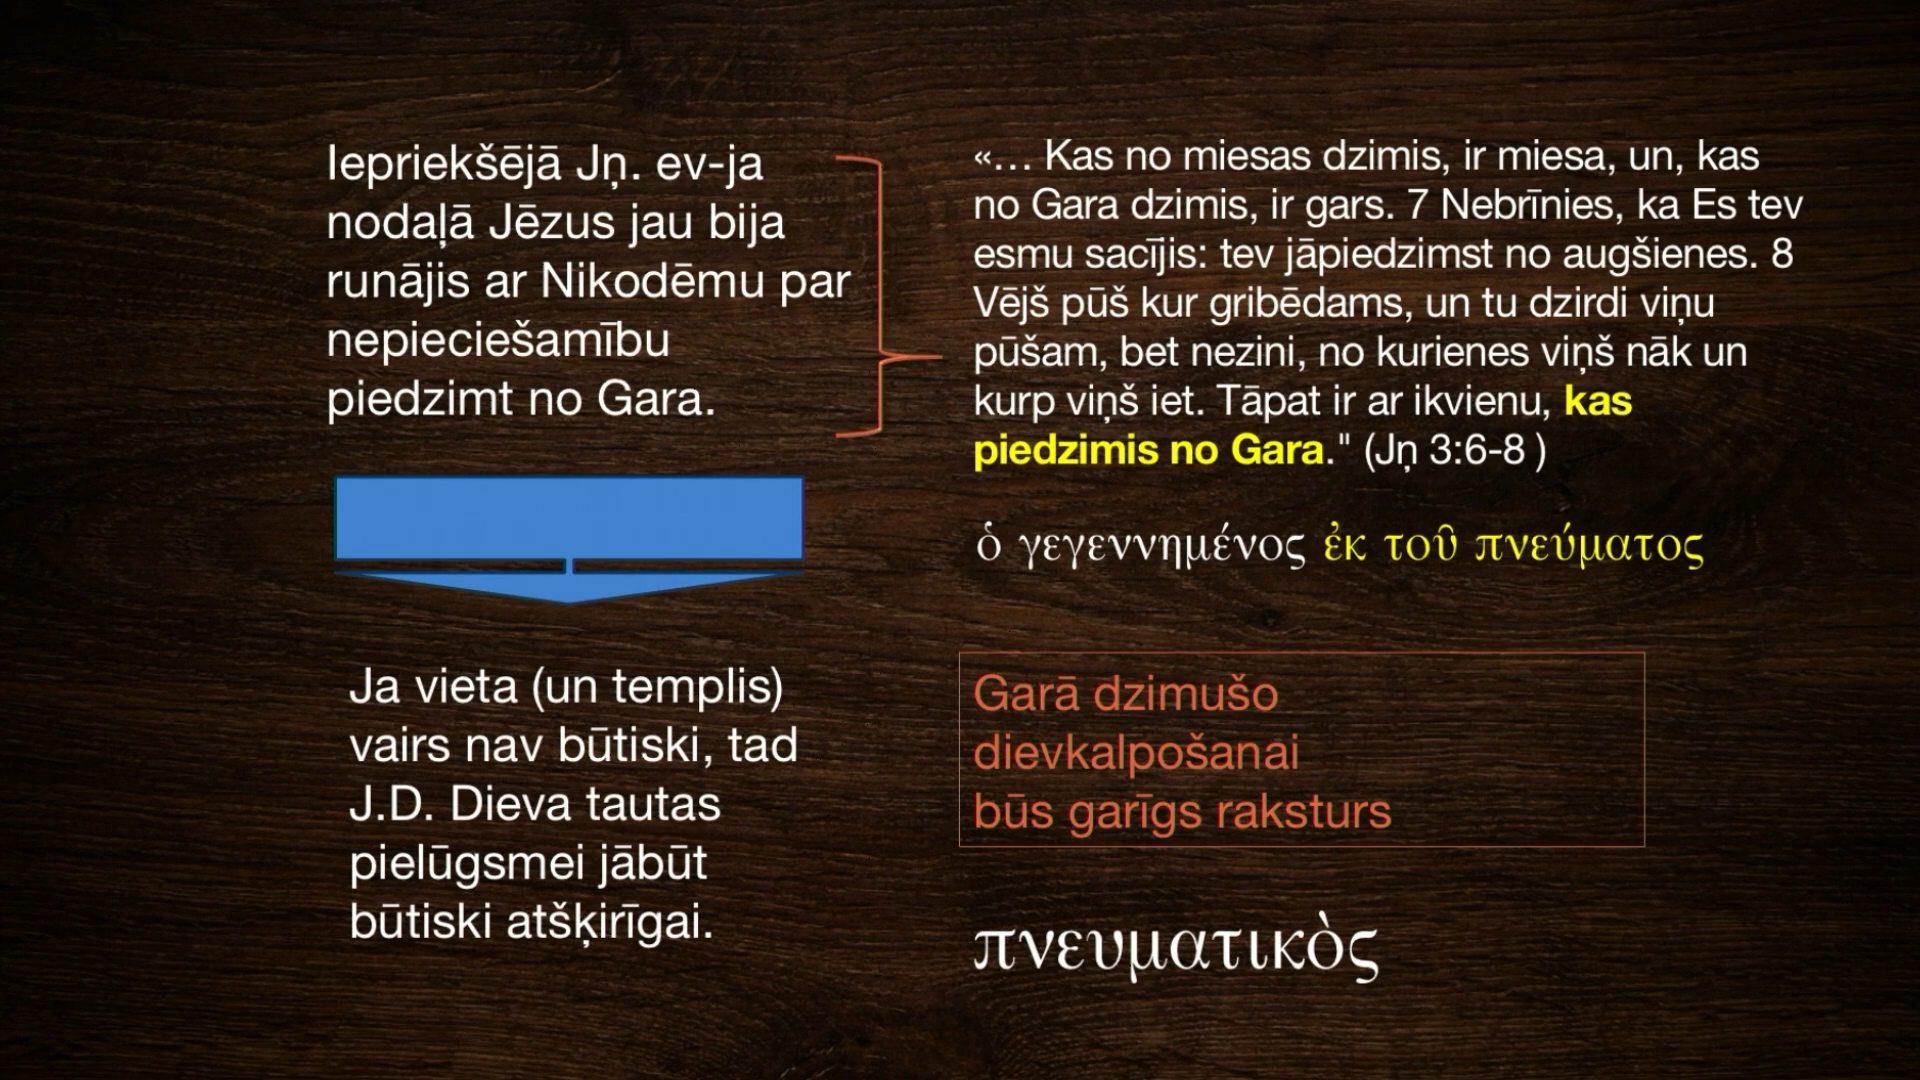 Iepriekšējā Jņ. ev-ja
nodaļā Jēzus jau bija
runājis ar Nikodēmu par
nepieciešamību
piedzimt no Gara.
«… Kas no miesas dzimis, ir miesa, un, kas
no Gara dzimis, ir gars. 7 Nebrīnies, ka Es tev
esmu sacījis: tev jāpiedzimst no augšienes. 8
Vējš pūš kur gribēdams, un tu dzirdi viņu
pūšam, bet nezini, no kurienes viņš nāk un
kurp viņš iet. Tāpat ir ar ikvienu, kas
piedzimis no Gara." (Jņ 3:6-8 )
ὁ γεγεννημένος ἐκ τοῦ πνεύματος
Ja vieta (un templis)
vairs nav būtiski, tad
J.D. Dieva tautas
pielūgsmei jābūt
būtiski atšķirīgai.
Garā dzimušo
dievkalpošanai
būs garīgs raksturs
πνευματικὸς